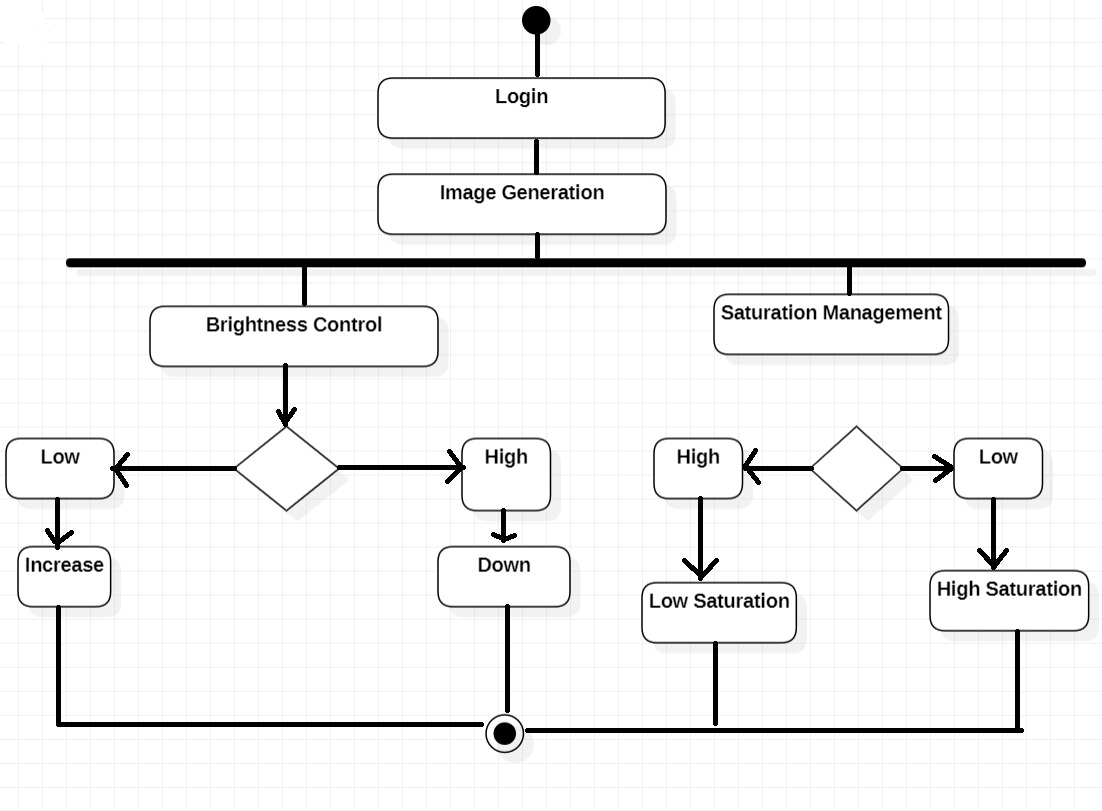 Login
Image Generation
Brightness Control
Saturation Management
Low
High
High
Low
Increase
Down
Low Saturation
High Saturation